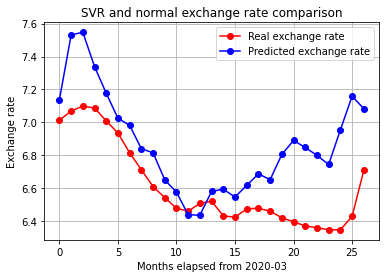 SVR and normal exchange rate comparison
Real exchange rate
Predicted exchange rate
Exchange rate
7.6
7.4
7.2
7.0
6.8
6.6
6.4
0 5 10 15 20 25
Months elapsed from 2020-03